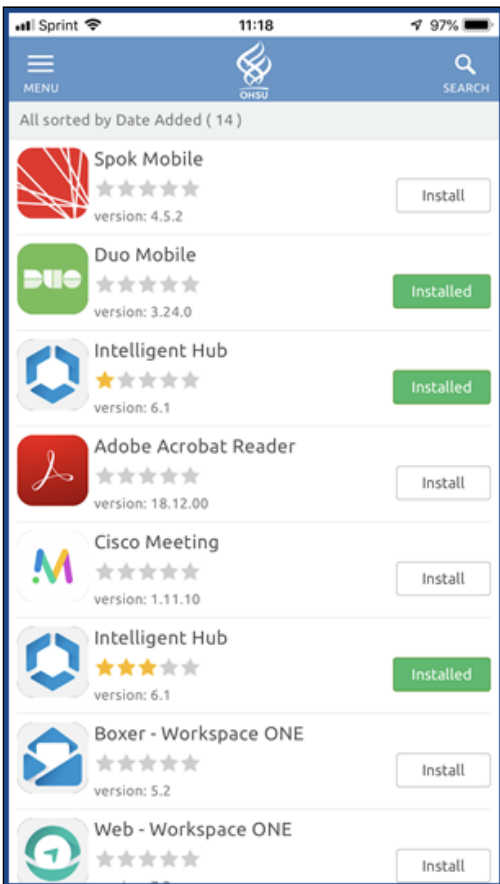 Sprint 11:18 97%
MENU OHSU SEARCH
All sorted by Date Added ( 14 )
Spok Mobile
Install
version: 4.5.2
DUO Duo Mobile
Installed
version: 3.24.0
Intelligent Hub
Installed
version: 6.1
Adobe Acrobat Reader
Install
version: 18.12.00
Cisco Meeting
Install
version: 1.11.10
Intelligent Hub
Installed
version: 6.1
Boxer - Workspace ONE
Install
version: 5.2
Web - Workspace ONE
Install